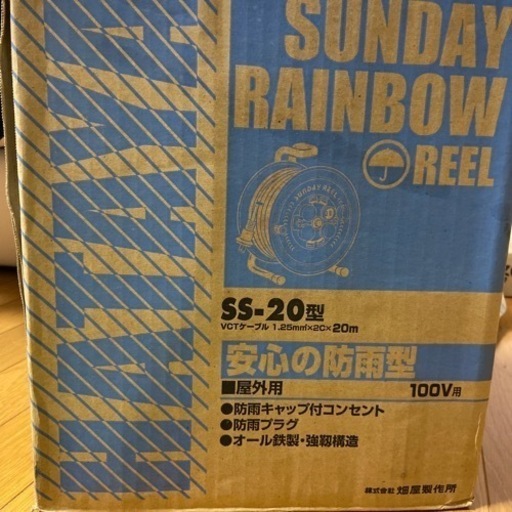 HATAYA
SUNDAY
RAINBOW
REEL
SUNDAY REEL
SS-20型
VCTケーブル 1.25mm²×2C×20m
安心の防雨型
■屋外用 100V用
●防雨キャップ付コンセント
●防雨プラグ
●オール鉄製・強靱構造
株式会社 畑屋製作所